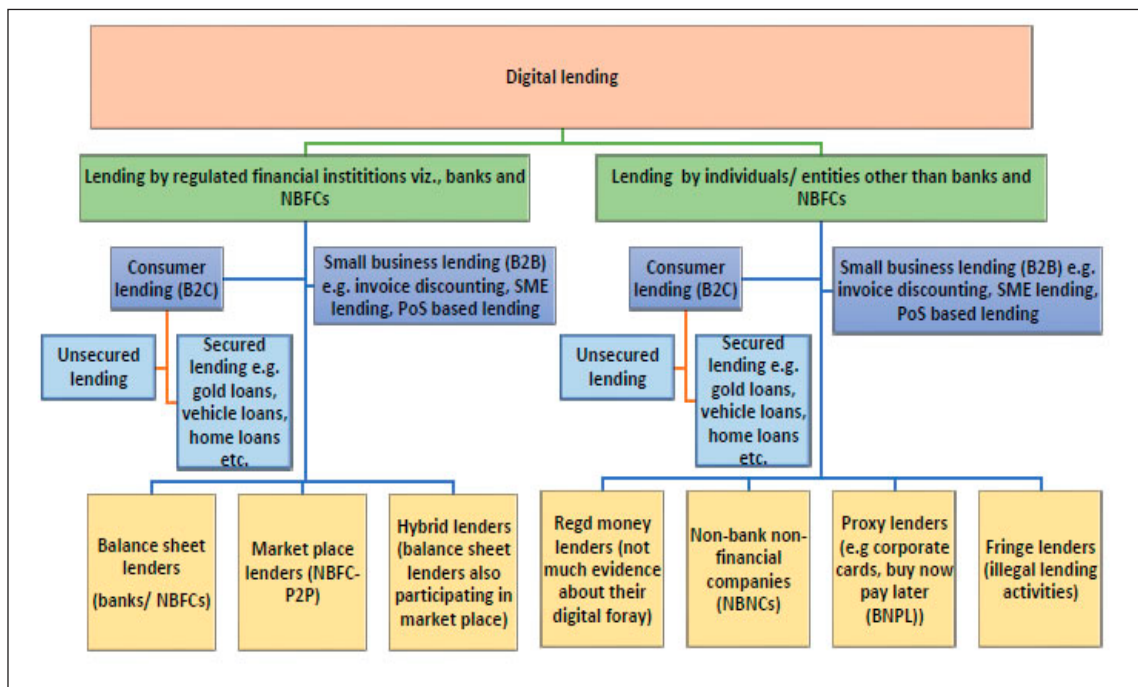 Digital lending
Lending by regulated financial instititions viz., banks and
NBFCs
Lending by individuals/ entities other than banks and
NBFCs
Consumer
lending (B2C)
Small business lending (B2B)
e.g. invoice discounting, SME
lending, PoS based lending
Consumer
lending (B2C)
Small business lending (B2B) e.g.
invoice discounting, SME lending,
PoS based lending
Unsecured
lending
Secured
lending e.g.
gold loans,
vehicle loans,
home loans
etc.
Unsecured
lending
Secured
lending e.g.
gold loans,
vehicle loans,
home loans
etc.
Balance sheet
lenders
(banks/ NBFCs)
Market place
lenders (NBFC-
P2P)
Hybrid lenders
(balance sheet
lenders also
participating in
market place)
Regd money
lenders (not
much evidence
about their
digital foray)
Non-bank non-
financial
companies
(NBNCs)
Proxy lenders
(e.g corporate
cards, buy now
pay later
(BNPL))
Fringe lenders
(illegal lending
activities)